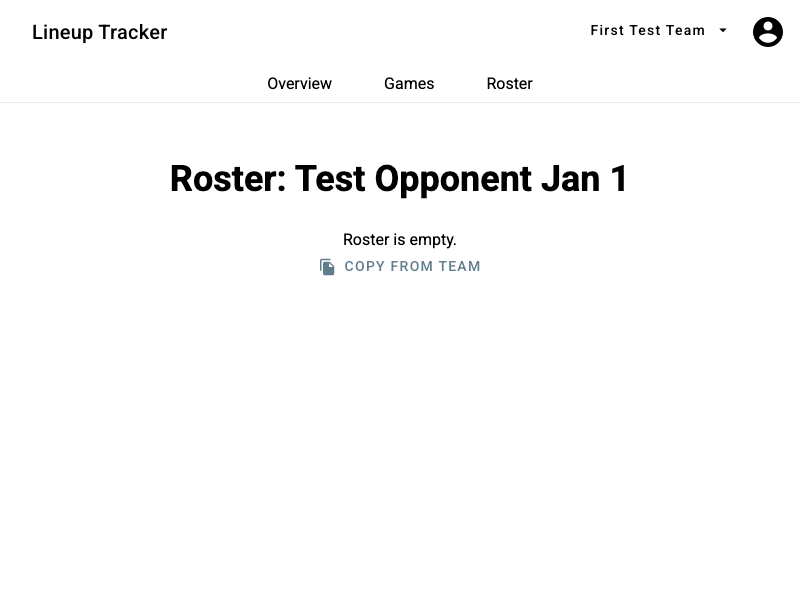 Lineup Tracker
First Test Team
Overview Games Roster
Roster: Test Opponent Jan 1
Roster is empty.
COPY FROM TEAM